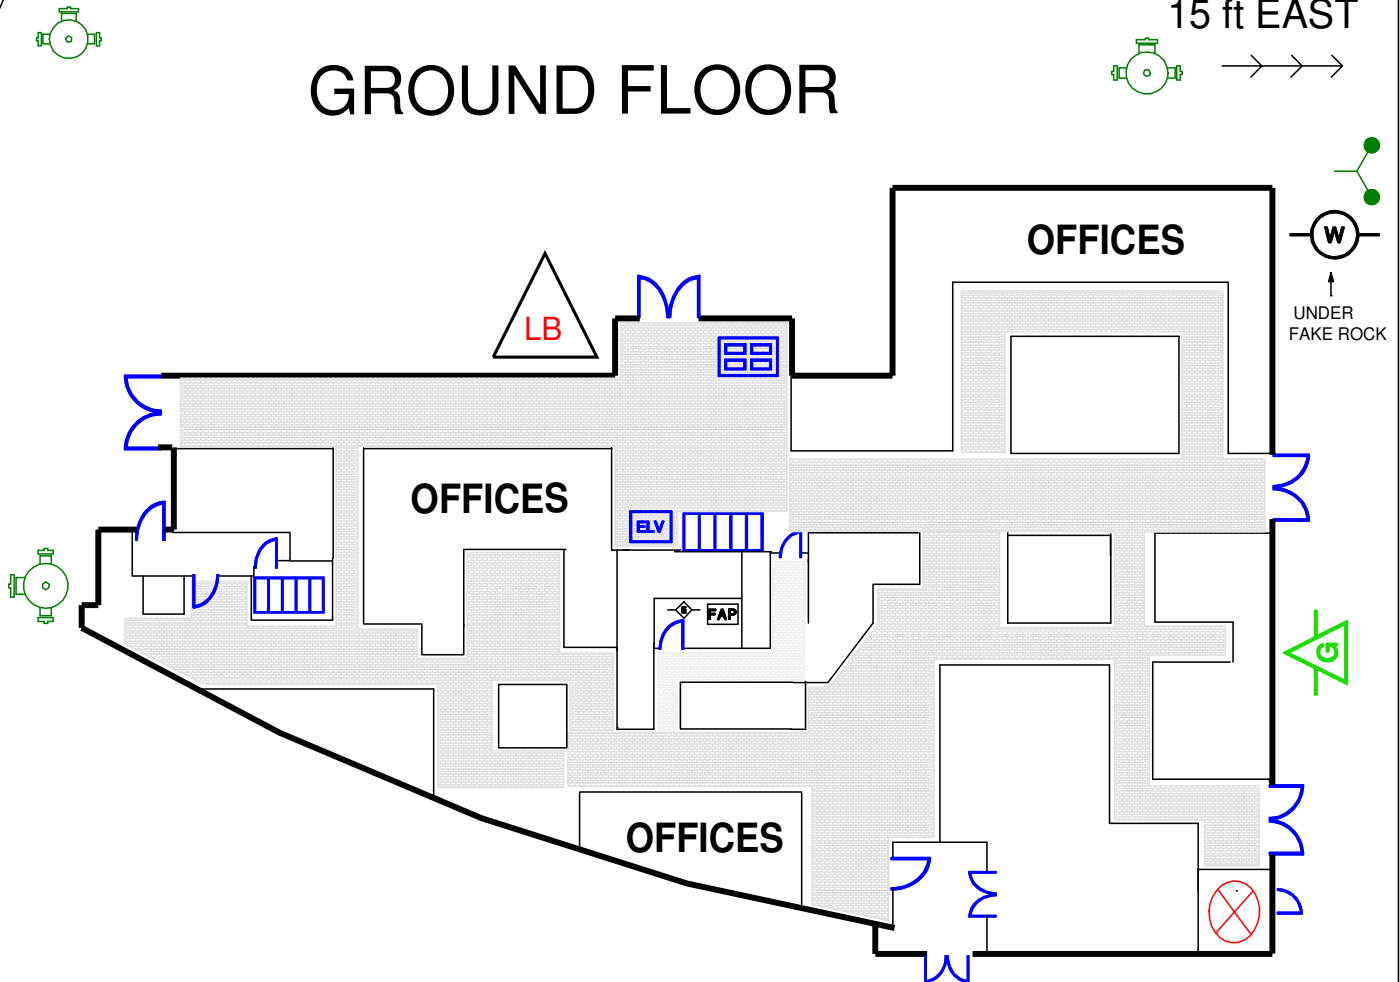 15 ft EAST
GROUND FLOOR
OFFICES
W
UNDER
FAKE ROCK
LB
OFFICES
ELV
FAP
G
OFFICES